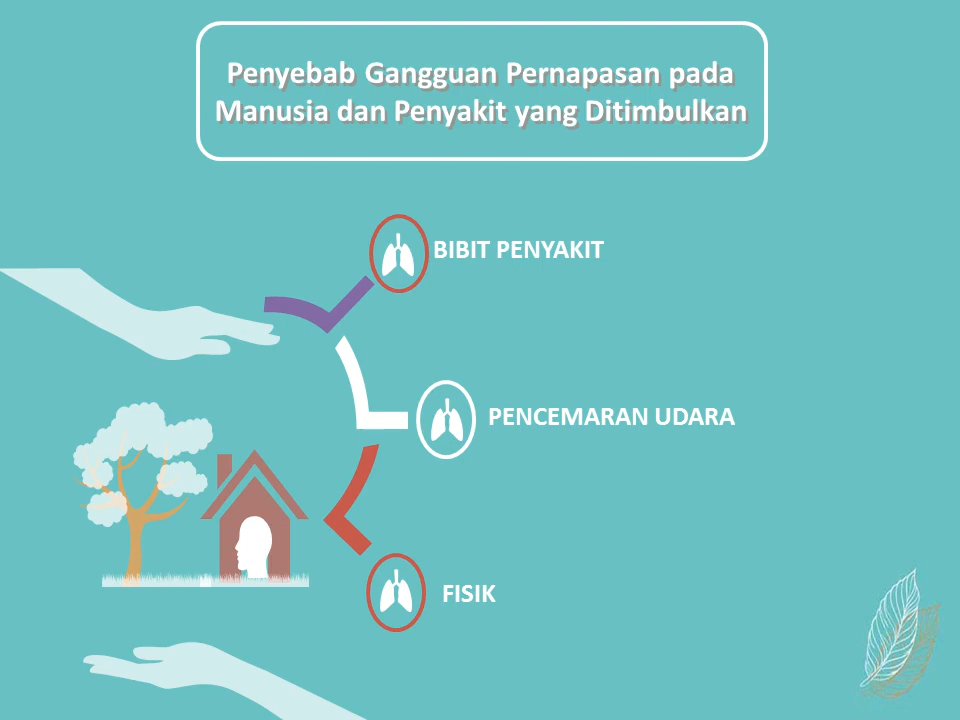 Penyebab Gangguan Pernapasan pada
Manusia dan Penyakit yang Ditimbulkan
BIBIT PENYAKIT
PENCEMARAN UDARA
FISIK